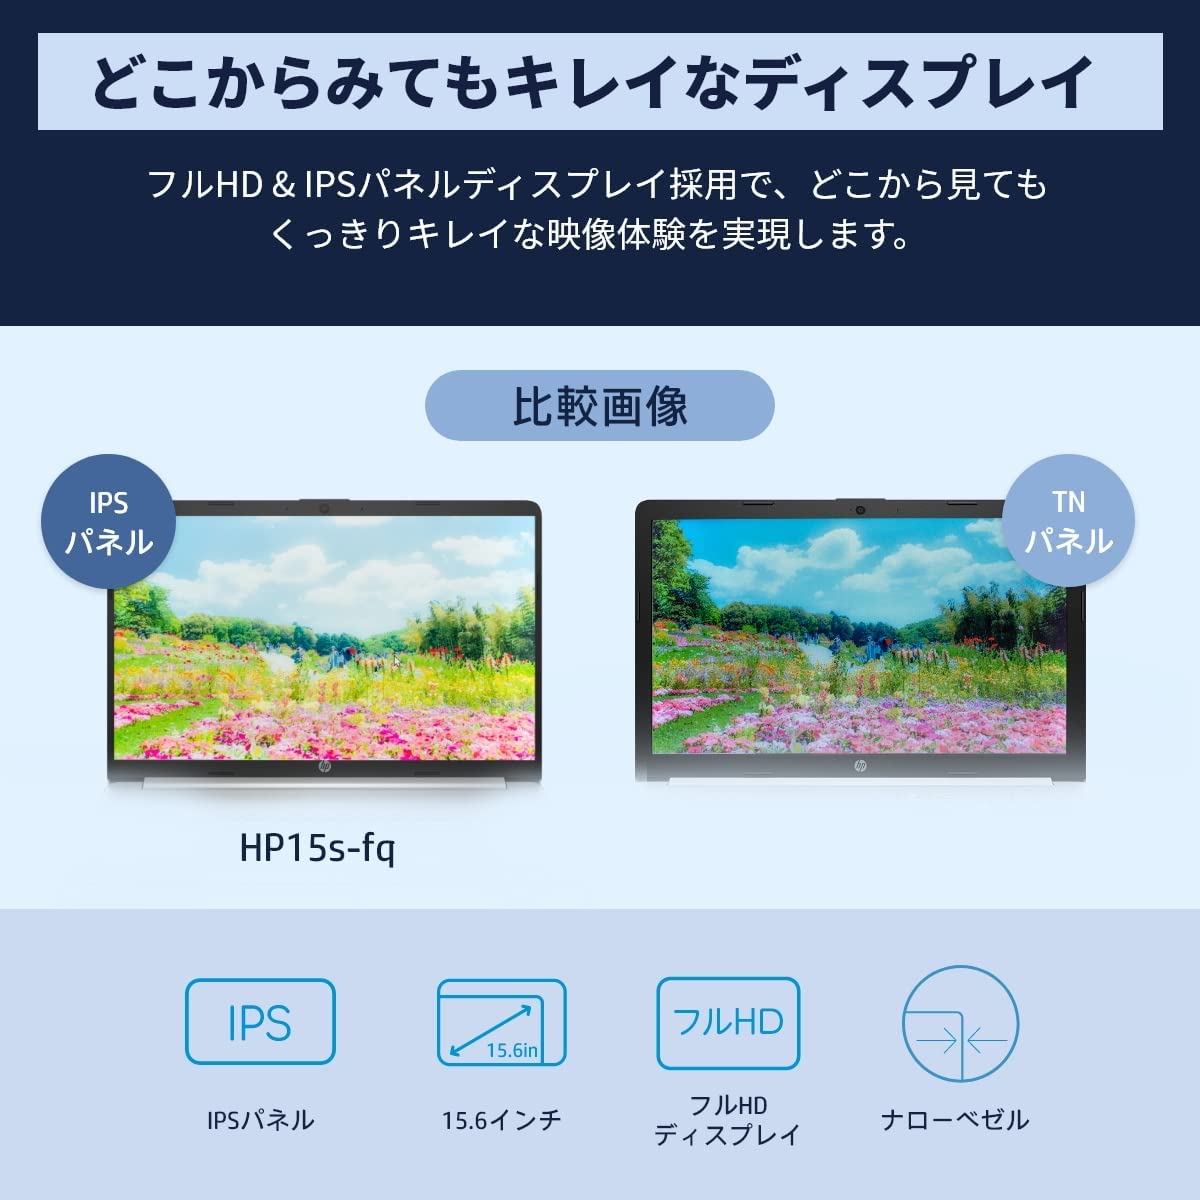 どこからみてもキレイなディスプレイ
フルHD & IPSパネルディスプレイ採用で、どこから見ても
くっきりキレイな映像体験を実現します。
比較画像
IPS
パネル
TN
パネル
hp
hp
HP15s-fq
IPS
15.6in
フルHD
IPSパネル
15.6インチ
フルHD
ディスプレイ
ナローベゼル